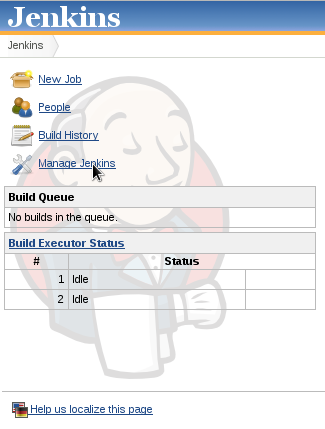 Jenkins
Jenkins
New Job
People
Build History
Manage Jenkins
Build Queue
No builds in the queue.
Build Executor Status
# Status
1 Idle
2 Idle
Help us localize this page